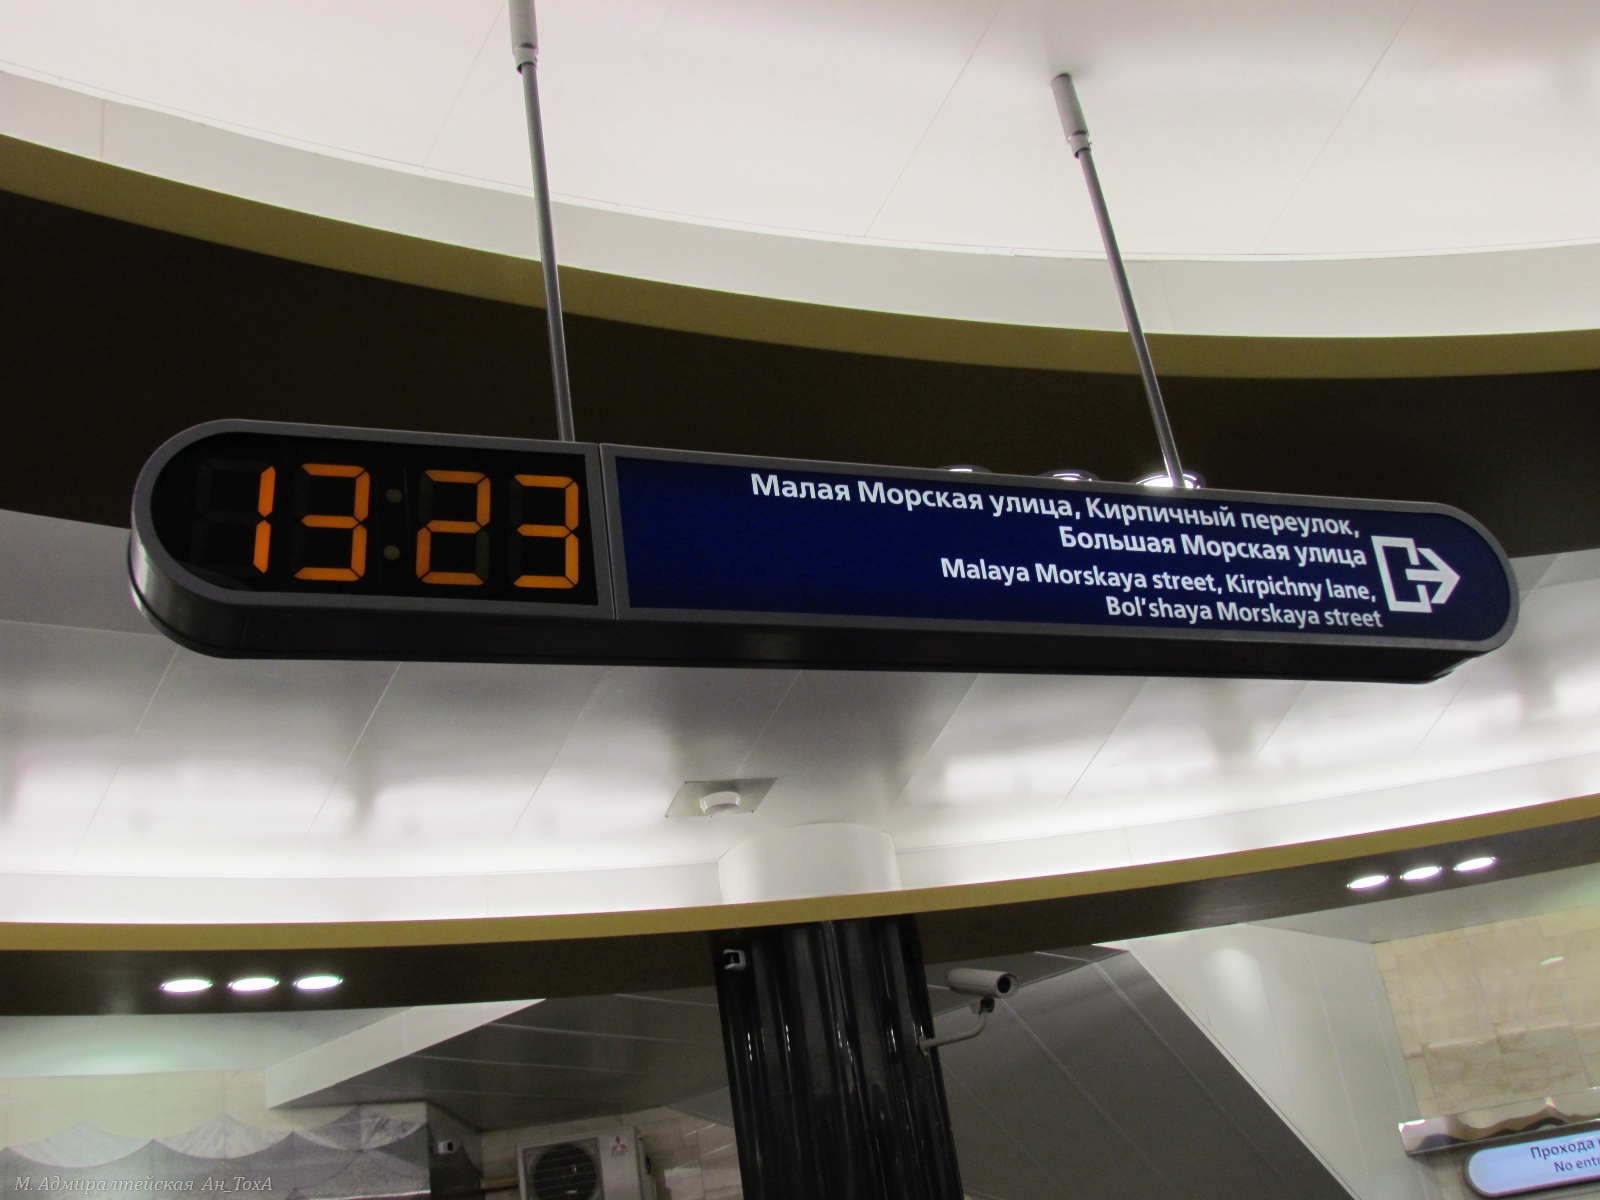 13:23
Малая Морская улица, Кирпичный переулок,
Большая Морская улица
Malaya Morskaya street, Kirpichny lane,
Bol'shaya Morskaya street
Прохода
No
М. Адмиралтейская Ан_ТохА